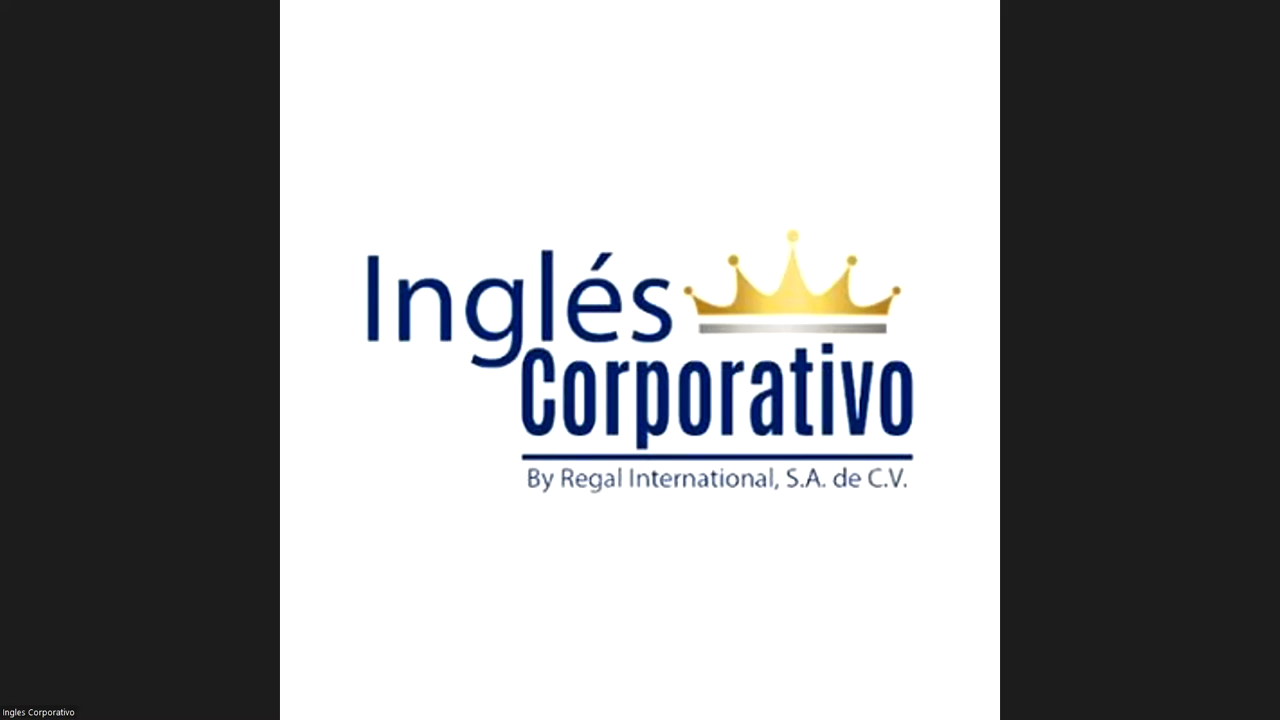 Inglés
Corporativo
By Regal International, S.A. de C.V.
Ingles Corporativo